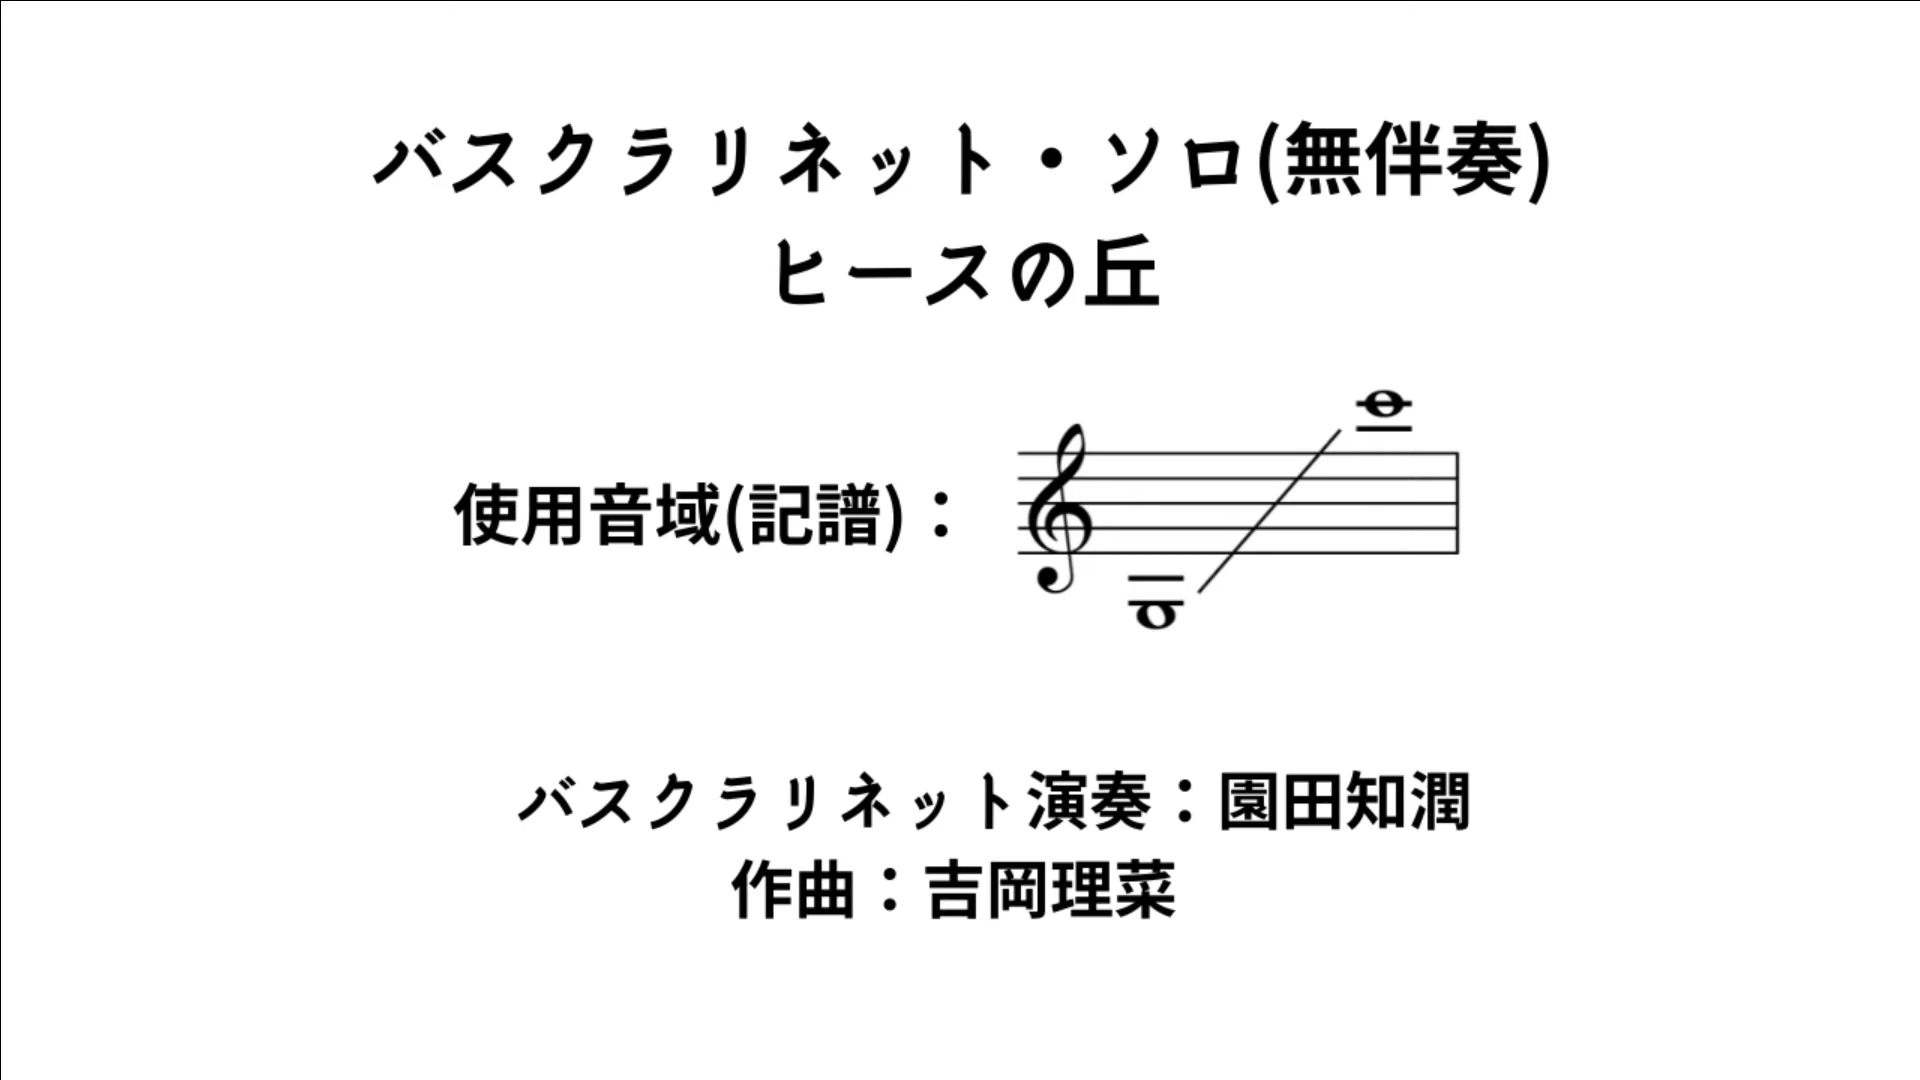 バスクラリネット・ソロ(無伴奏)
ヒースの丘
使用音域(記譜)：
バスクラリネット演奏：園田知潤
作曲：吉岡理菜